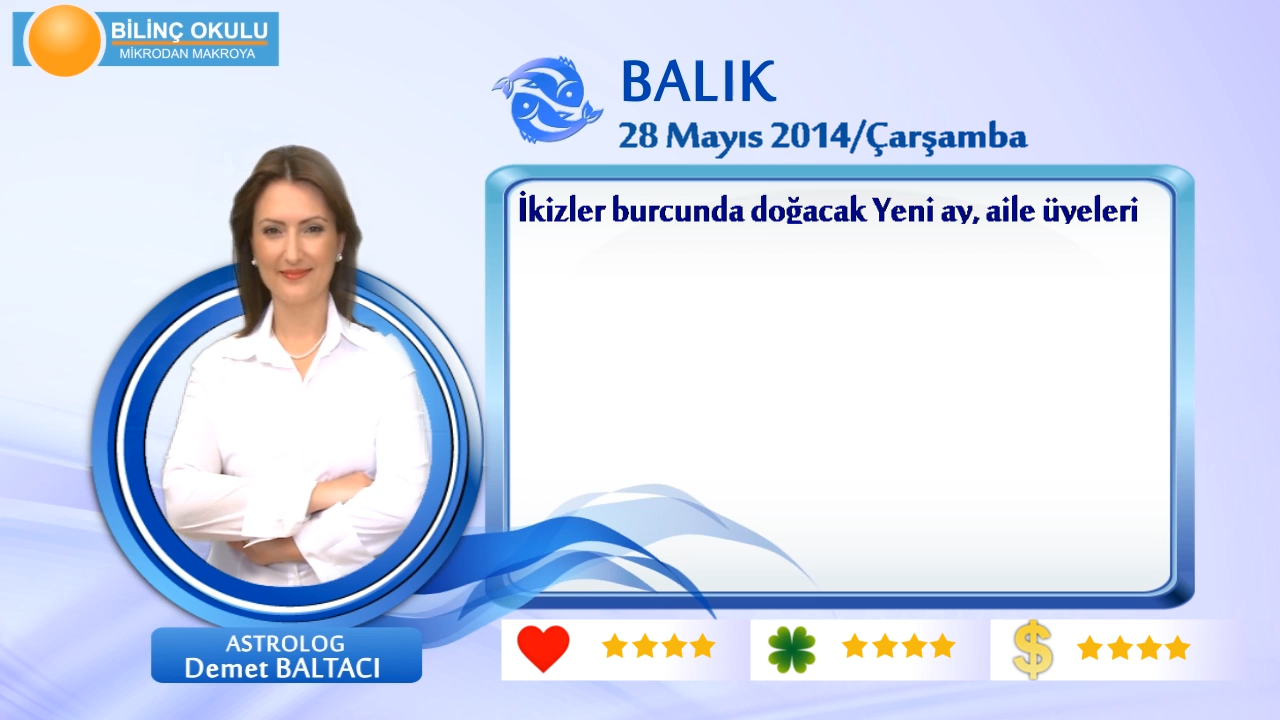 BİLİNÇ OKULU
MİKRODAN MAKROYA
BALIK
28 Mayıs 2014/Çarşamba
İkizler burcunda doğacak Yeni ay, aile üyeleri
ASTROLOG
Demet BALTACI